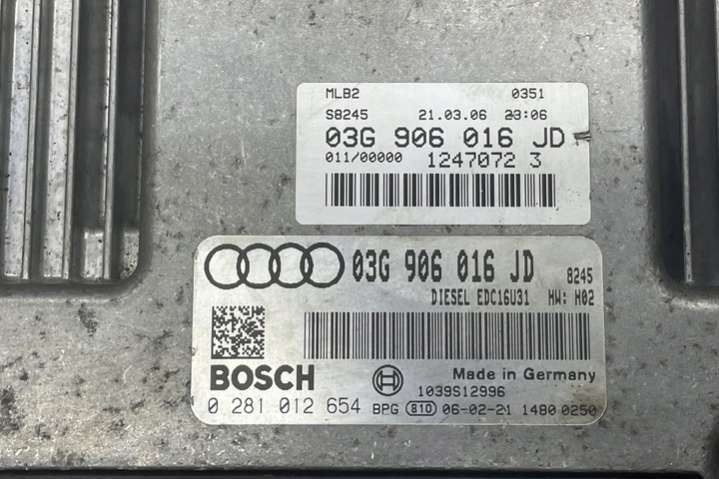 MLB2 0351
S8245 21.03.06 23:06
03G 906 016 JD
011/00000 1247072 3
03G 906 016 JD 8245
DIESEL EDC16U31 HW: H02
BOSCH Made in Germany
1039S12996
0 281 012 654 BPG 810 06-02-21 1480 0250